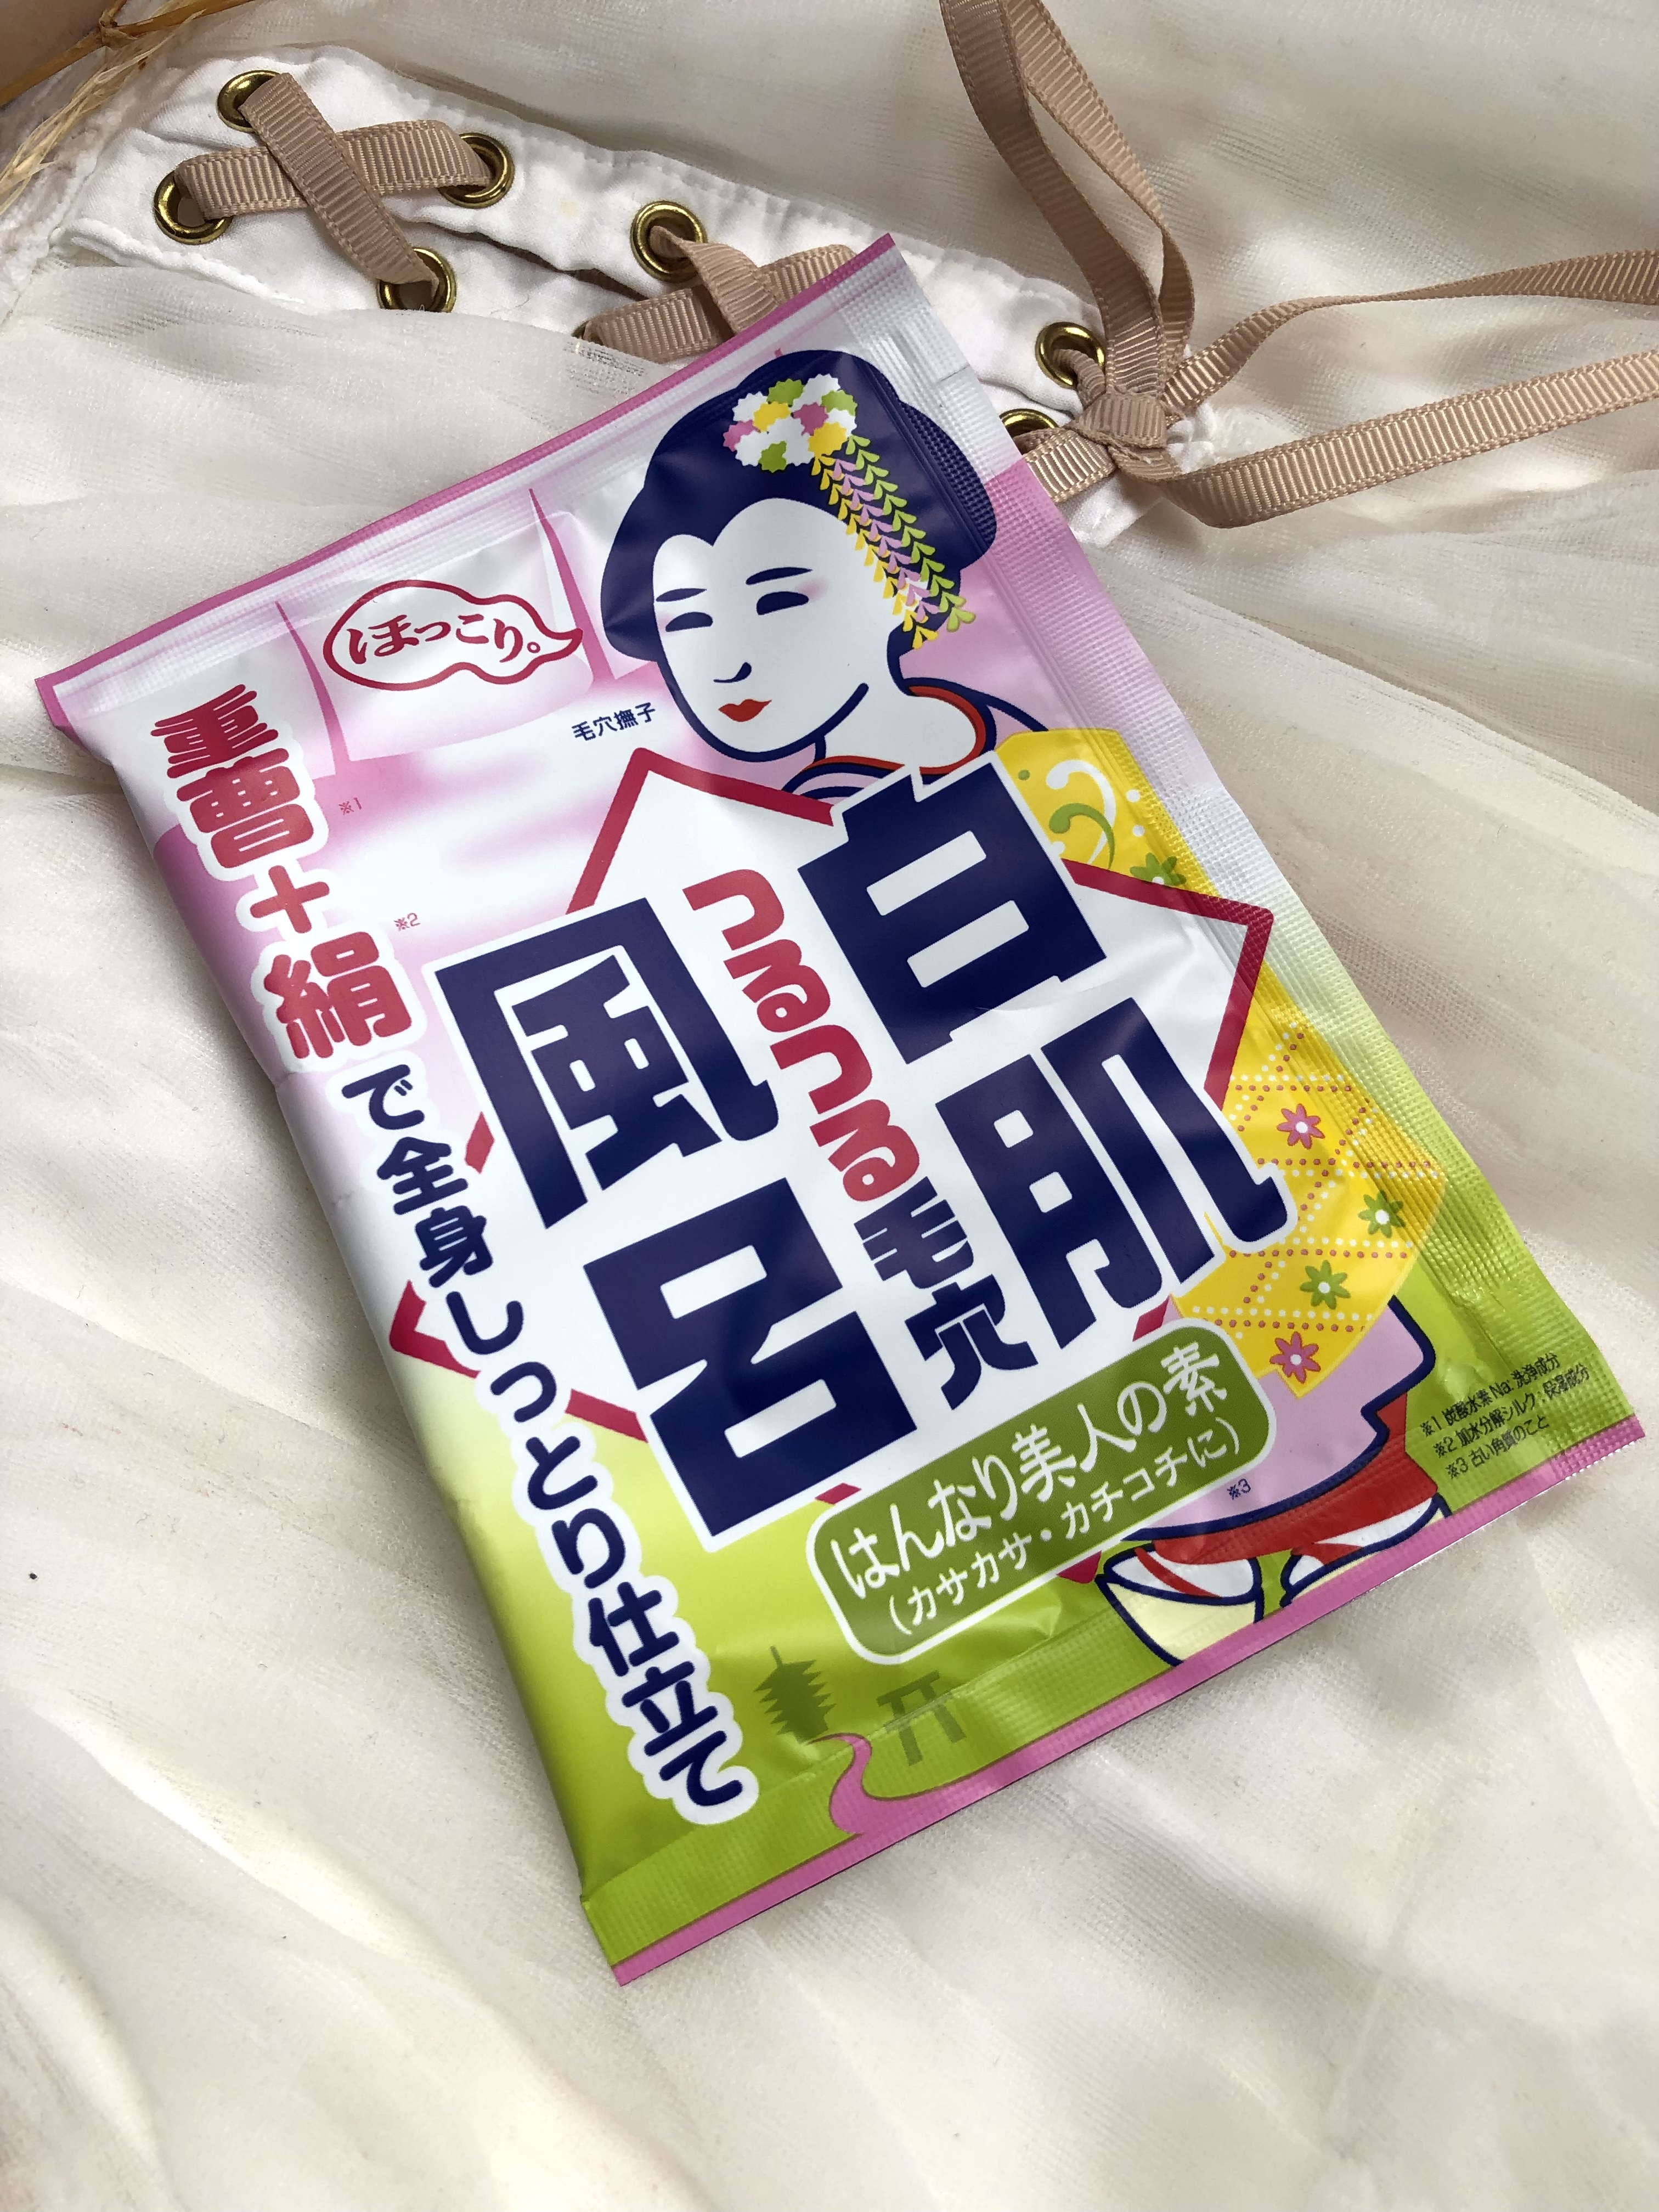 ほっこり。
毛穴撫子
重曹※1＋絹※2で全身しっとり仕立て
つるつる毛穴
白肌
風呂
はんなり美人の素
(カサカサ・カチコチに)
※3
※1 炭酸水素Na：洗浄成分
※2 加水分解シルク：保湿成分
※3 古い角質のこと